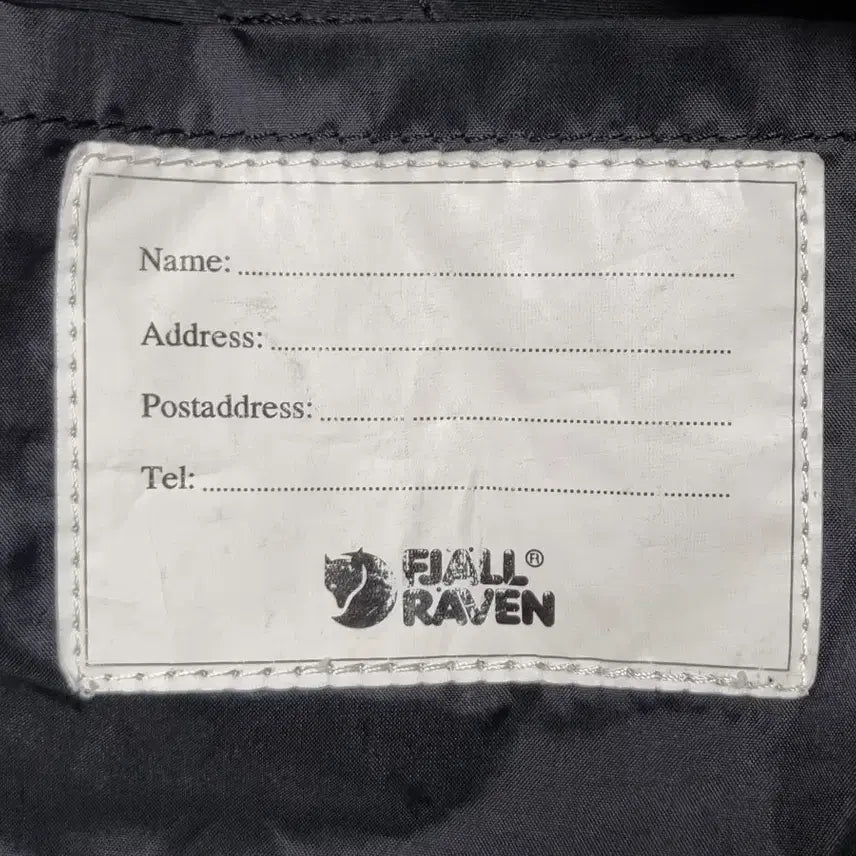 Name:
Address:
Postaddress:
Tel:
FJÄLL®
RÄVEN